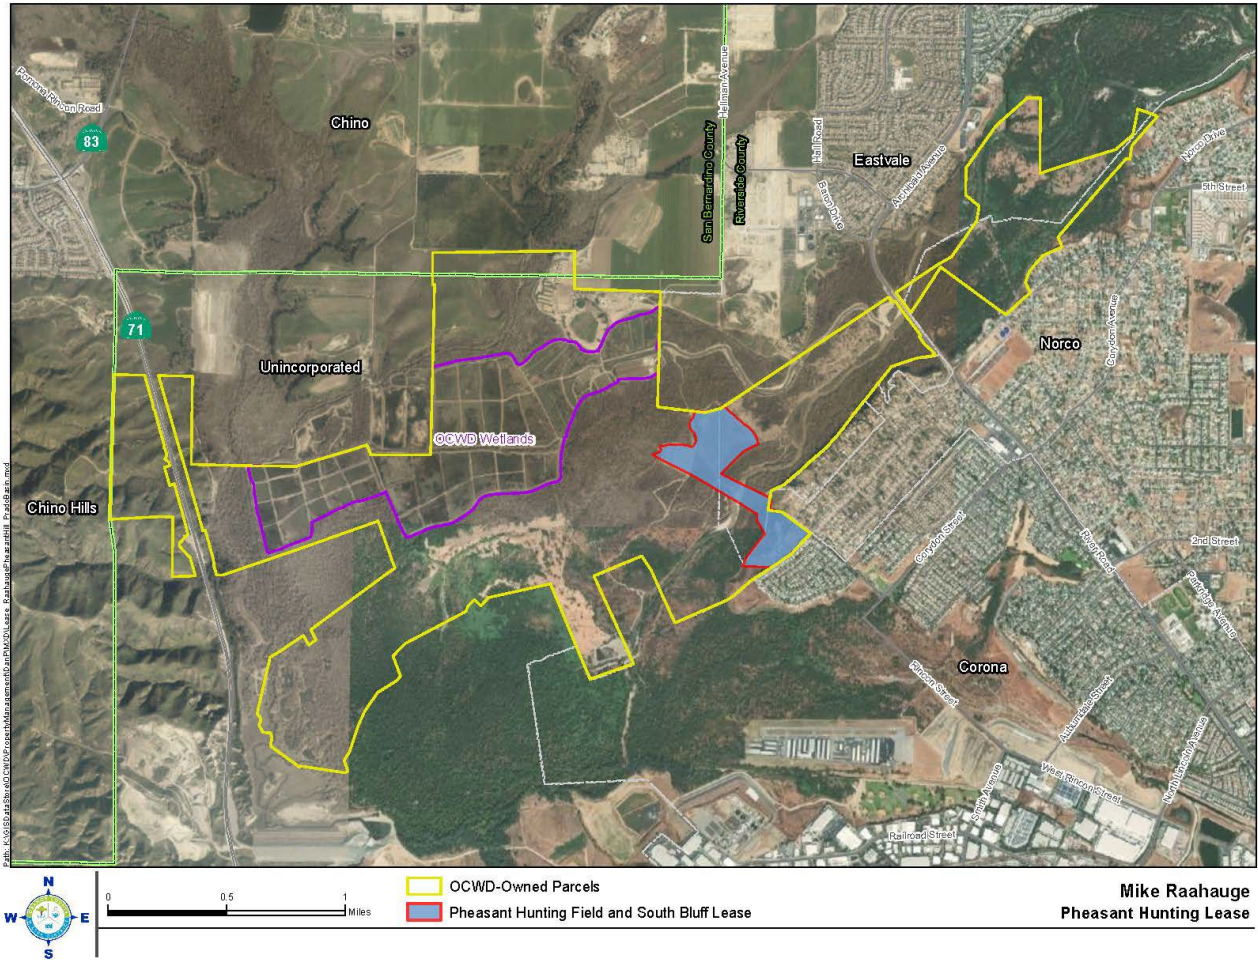 Pomona Rincon Road
83
Chino
Hellman Avenue
San Bernardino County
Riverside County
Hall Road
Baron Drive
Eastvale
Archibald Avenue
Norco Drive
5th Street
71
Unincorporated
Norco
Corydon Avenue
OCWD Wetlands
Chino Hills
Corydon Street
River Road
2nd Street
Parkridge Avenue
Corona
Rincon Street
Auburndale Street
North Lincoln Avenue
West Rincon Street
Smith Avenue
Railroad Street
N
W
E
S
0
0.5
1
Miles
OCWD-Owned Parcels
Pheasant Hunting Field and South Bluff Lease
Mike Raahauge
Pheasant Hunting Lease